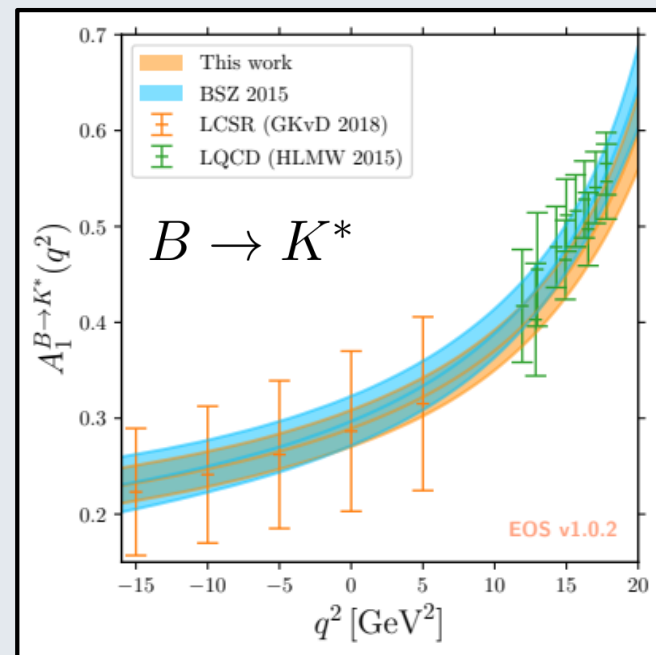 0.7
0.6
0.5
0.4
0.3
0.2
A_1^{B→K*}(q²)
This work
BSZ 2015
LCSR (GKvD 2018)
LQCD (HLMW 2015)
B → K*
EOS v1.0.2
−15 −10 −5 0 5 10 15 20
q² [GeV²]